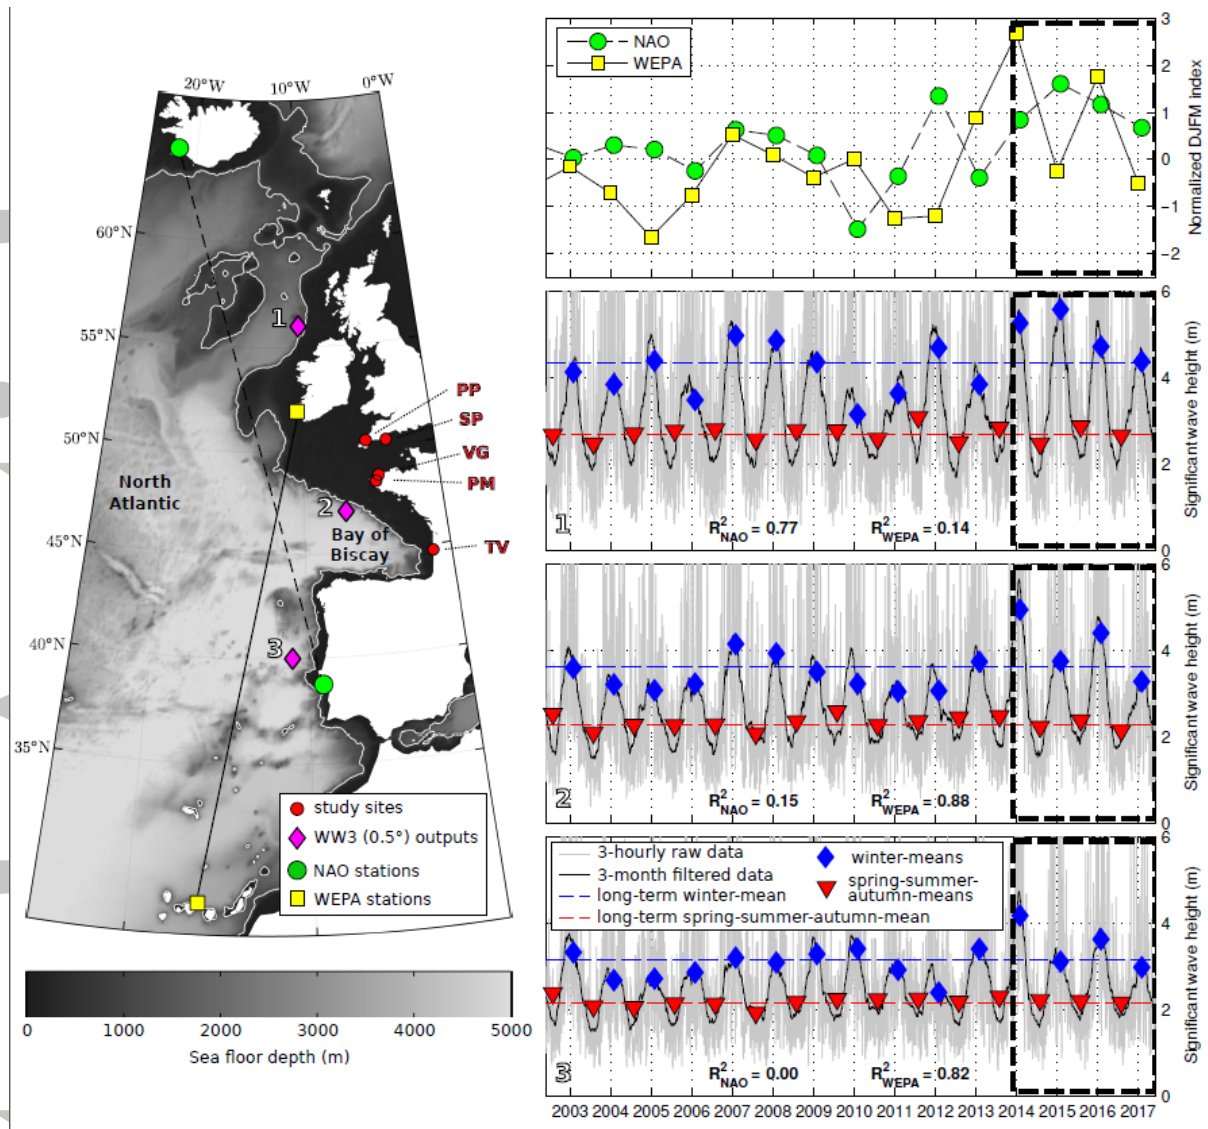 20°W
10°W
0°W
60°N
55°N
50°N
45°N
40°N
35°N
1
2
3
PP
SP
VG
PM
TV
North
Atlantic
Bay of
Biscay
study sites
WW3 (0.5°) outputs
NAO stations
WEPA stations
0 1000 2000 3000 4000 5000
Sea floor depth (m)
NAO
WEPA
3
2
1
0
−1
−2
Normalized DJFM index
6
4
2
0
Significant wave height (m)
1
R²NAO = 0.77 R²WEPA = 0.14
6
4
2
0
Significant wave height (m)
2
R²NAO = 0.15 R²WEPA = 0.88
3-hourly raw data
3-month filtered data
long-term winter-mean
long-term spring-summer-autumn-mean
winter-means
spring-summer-
autumn-means
6
4
2
0
Significant wave height (m)
3
R²NAO = 0.00 R²WEPA = 0.82
2003 2004 2005 2006 2007 2008 2009 2010 2011 2012 2013 2014 2015 2016 2017